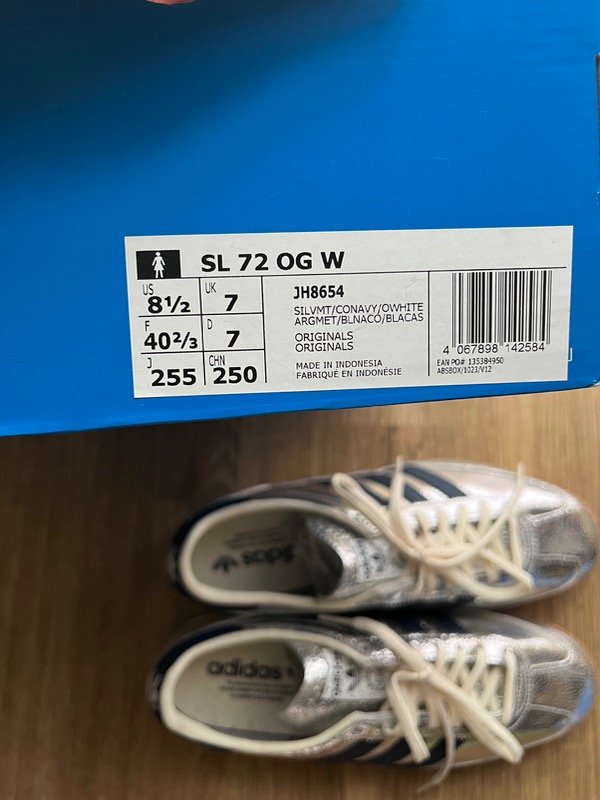 SL 72 OG W
US 8½ UK 7
F 40⅔ D 7
J 255 CHN 250
JH8654
SILVMT/CONAVY/OWHITE
ARGMET/BLNACO/BLACAS
ORIGINALS
ORIGINALS
MADE IN INDONESIA
FABRIQUÉ EN INDONÉSIE
4 067898 142584
EAN PO# 135384950
ABSBOX/1023/V12
adidas
adidas